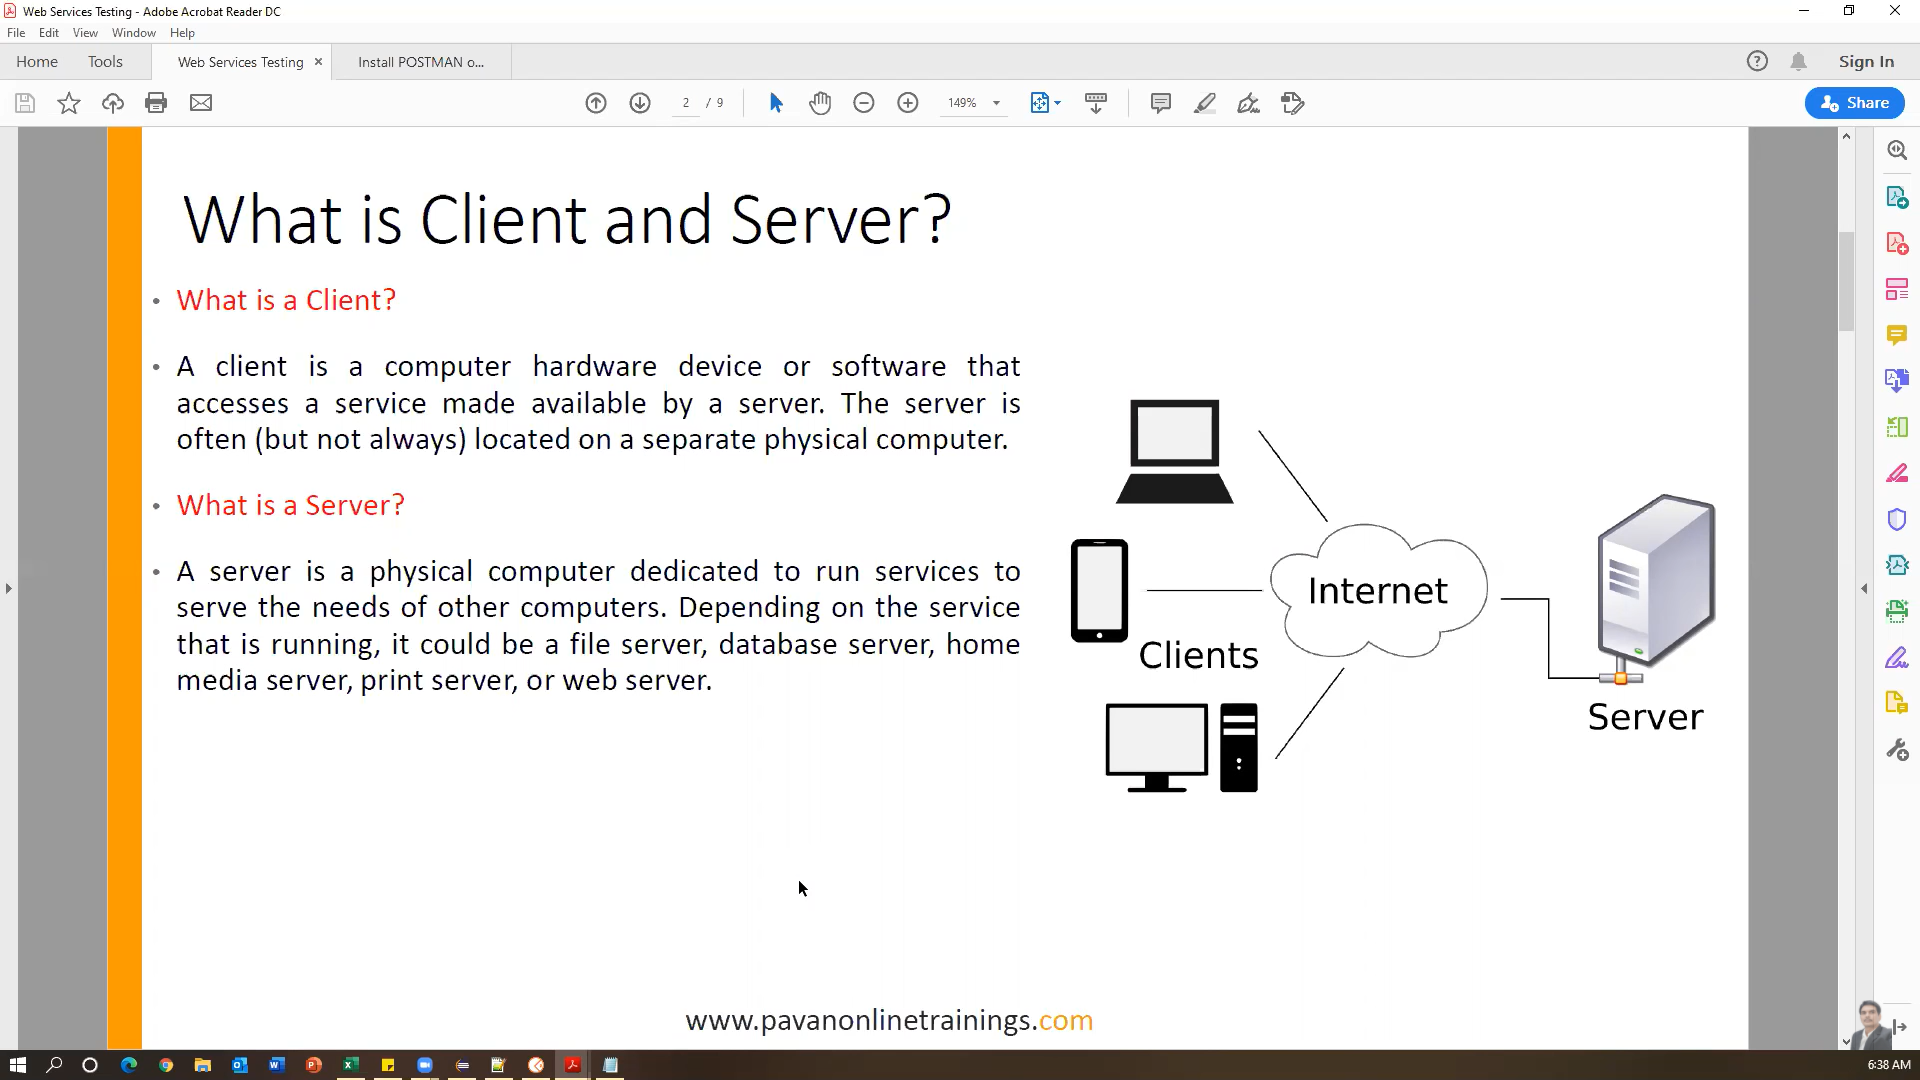 Web Services Testing - Adobe Acrobat Reader DC
File Edit View Window Help
Home Tools Web Services Testing × Install POSTMAN o... Sign In
2 / 9 149% Share
What is Client and Server?
• What is a Client?
• A client is a computer hardware device or software that
accesses a service made available by a server. The server is
often (but not always) located on a separate physical computer.
• What is a Server?
• A server is a physical computer dedicated to run services to
serve the needs of other computers. Depending on the service
that is running, it could be a file server, database server, home
media server, print server, or web server.
Internet
Clients
Server
www.pavanonlinetrainings.com
6:38 AM